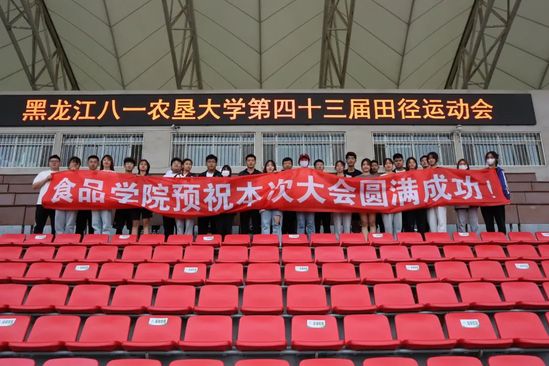 黑龙江八一农垦大学第四十三届田径运动会
食品学院预祝本次大会圆满成功！